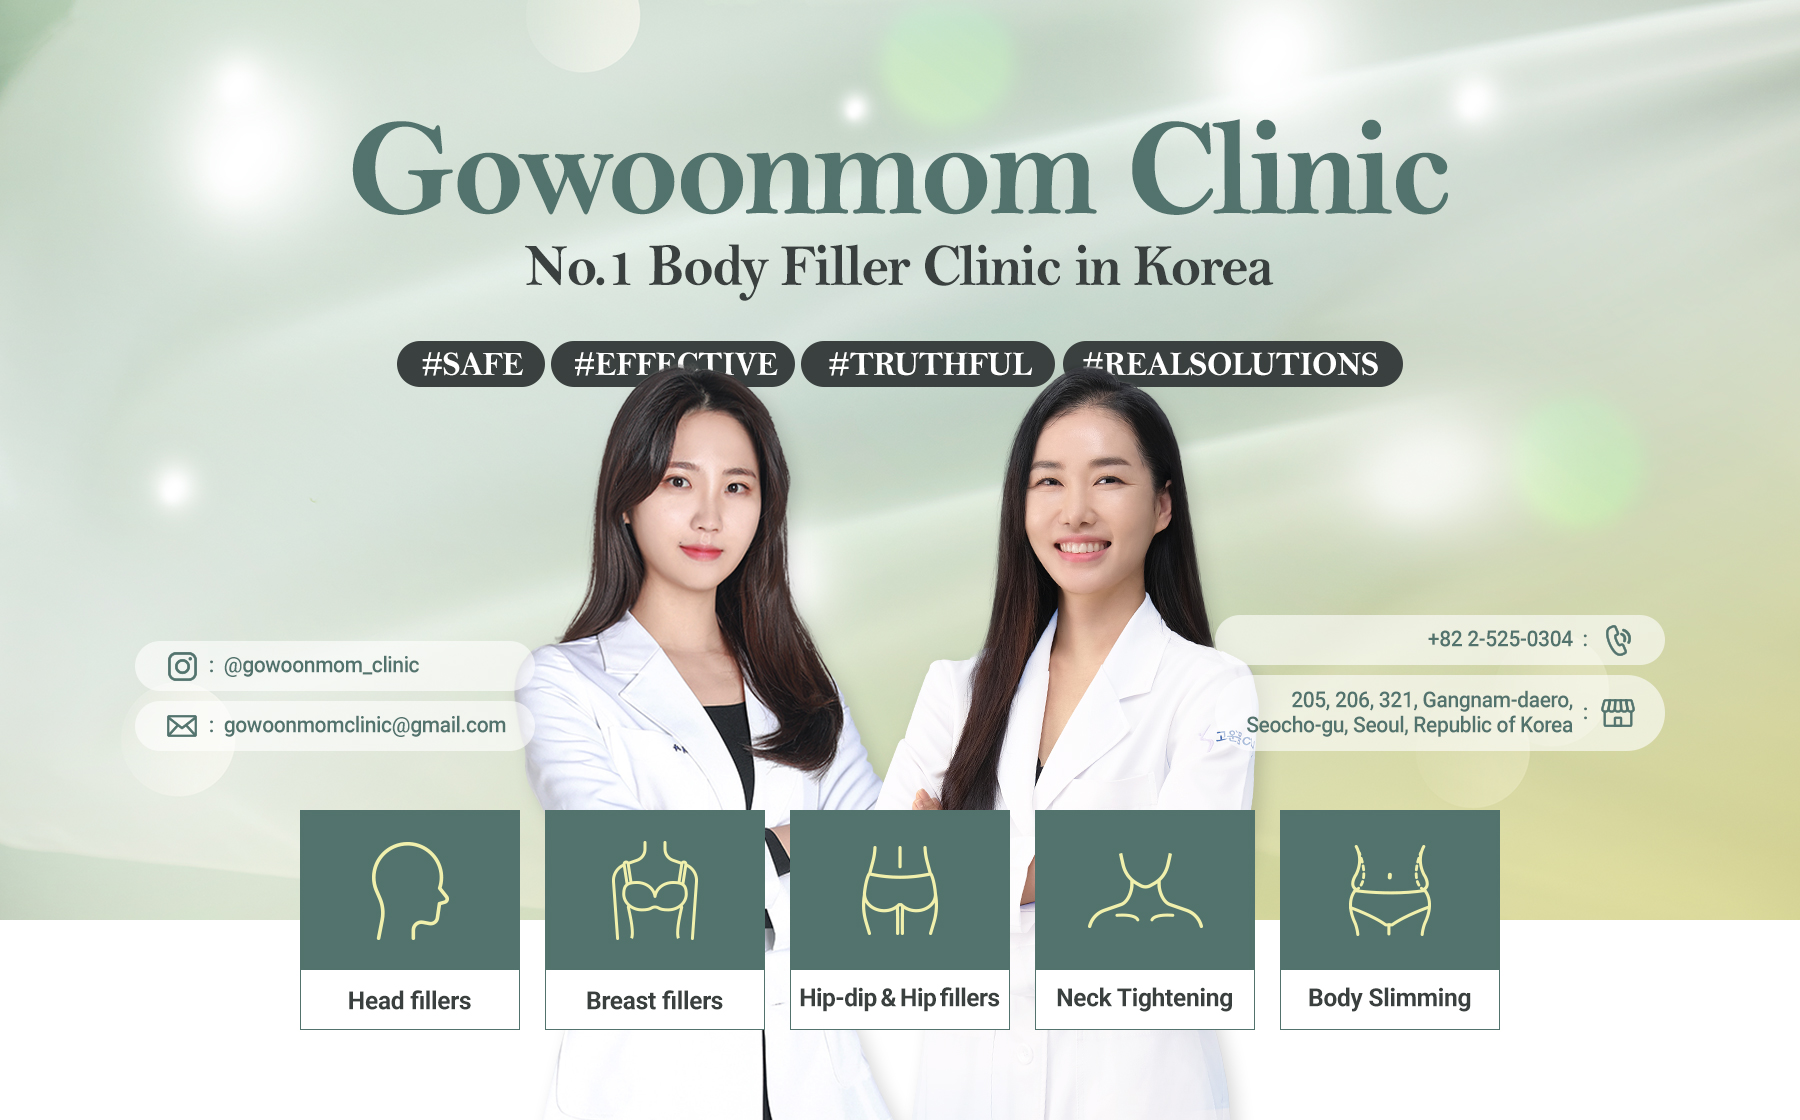 Gowoonmom Clinic
No.1 Body Filler Clinic in Korea
#SAFE #EFFECTIVE #TRUTHFUL #REALSOLUTIONS
: @gowoonmom_clinic
: gowoonmomclinic@gmail.com
+82 2-525-0304 :
205, 206, 321, Gangnam-daero, :
Seocho-gu, Seoul, Republic of Korea
Head fillers
Breast fillers
Hip-dip & Hip fillers
Neck Tightening
Body Slimming